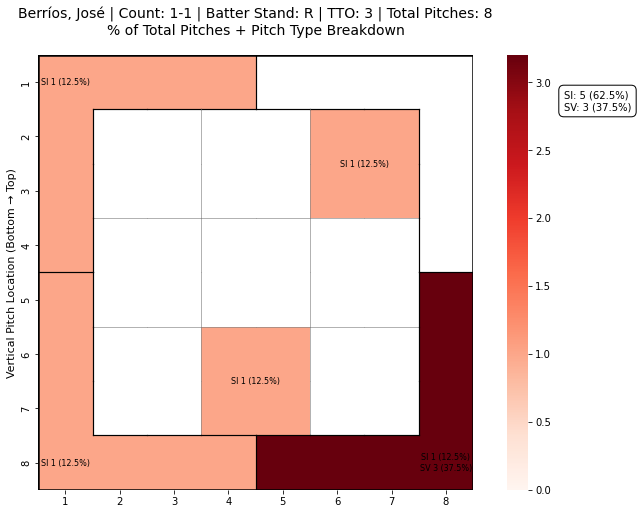 Berríos, José | Count: 1-1 | Batter Stand: R | TTO: 3 | Total Pitches: 8
% of Total Pitches + Pitch Type Breakdown
SI 1 (12.5%)
SI 1 (12.5%)
SI 1 (12.5%)
SI 1 (12.5%)
SI 1 (12.5%)
SV 3 (37.5%)
Vertical Pitch Location (Bottom → Top)
1
2
3
4
5
6
7
8
1
2
3
4
5
6
7
8
3.0
2.5
2.0
1.5
1.0
0.5
0.0
SI: 5 (62.5%)
SV: 3 (37.5%)